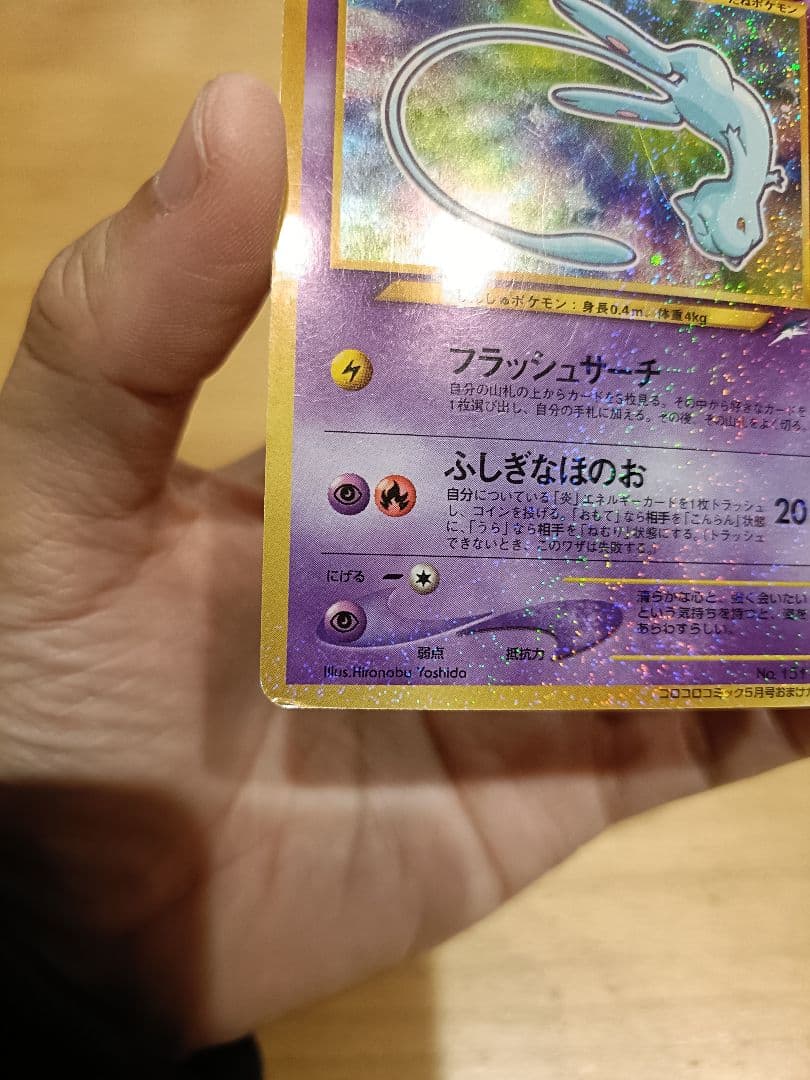 たねポケモン
しんしゅポケモン：身長0.4m、体重4kg
フラッシュサーチ
自分の山札の上からカードを5枚見る。その中から好きなカードを
1枚選び出し、自分の手札に加える。その後、その山札をよく切る。
ふしぎなほのお
自分についている「炎」エネルギーカードを1枚トラッシュ
し、コインを投げる。「おもて」なら相手を「こんらん」状態
に、「うら」なら相手を「ねむり」状態にする。（トラッシュ
できないとき、このワザは失敗する。）
20
にげる
清らかな心と、強く会いたい
という気持ちを持つと、姿を
あらわすらしい。
弱点
抵抗力
Illus.Hironobu Yoshida
No.151
コロコロコミック5月号おまけ